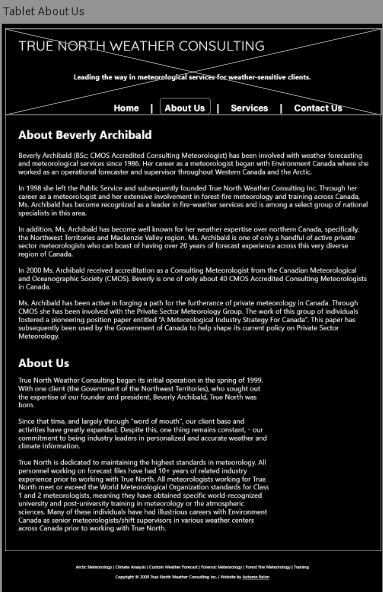 Tablet About Us
TRUE NORTH WEATHER CONSULTING
Leading the way in meteorological services for weather-sensitive clients.
Home | About Us | Services | Contact Us
About Beverly Archibald
Beverly Archibald (BSc; CMOS Accredited Consulting Meteorologist) has been involved with weather forecasting
and meteorological services since 1986. Her career as a meteorologist began with Environment Canada where she
worked as an operational forecaster and supervisor throughout Western Canada and the Arctic.
In 1998 she left the Public Service and subsequently founded True North Weather Consulting Inc. Through her
career as a meteorologist and her extensive involvement in forest-fire meteorology and training across Canada,
Ms. Archibald has become recognized as a leader in fire-weather services and is among a select group of national
specialists in this area.
In addition, Ms. Archibald has become well known for her weather expertise over northern Canada, specifically,
the Northwest Territories and Mackenzie Valley region. Ms. Archibald is one of only a handful of active private
sector meteorologists who can boast of having over 20 years of forecast experience across this very diverse
region of Canada.
In 2000 Ms. Archibald received accreditation as a Consulting Meteorologist from the Canadian Meteorological
and Oceanographic Society (CMOS). Beverly is one of only about 40 CMOS Accredited Consulting Meteorologists
in Canada.
Ms. Archibald has been active in forging a path for the furtherance of private meteorology in Canada. Through
CMOS she has been involved with the Private Sector Meteorology Group. The work of this group of individuals
fostered a pioneering position paper entitled “A Meteorological Industry Strategy For Canada”. This paper has
subsequently been used by the Government of Canada to help shape its current policy on Private Sector
Meteorology.
About Us
True North Weather Consulting began its initial operation in the spring of 1999.
With one client (the Government of the Northwest Territories), who sought out
the expertise of our founder and president, Beverly Archibald, True North was
born.
Since that time, and largely through “word of mouth”, our client base and
activities have greatly expanded. Despite this, one thing remains constant, - our
commitment to being industry leaders in personalized and accurate weather and
climate information.
True North is dedicated to maintaining the highest standards in meteorology. All
personnel working on forecast files have had 10+ years of related industry
experience prior to working with True North. All meteorologists working for True
North meet or exceed the World Meteorological Organization standards for Class
1 and 2 meteorologists, meaning they have obtained specific world-recognized
university and post-university training in meteorology or the atmospheric
sciences. Many of these individuals have had illustrious careers with Environment
Canada as senior meteorologists/shift supervisors in various weather centers
across Canada prior to working with True North.
Arctic Meteorology | Climate Analysis | Custom Weather Forecast | Forensic Meteorology | Forest Fire Meteorology | Training
Copyright © 2009 True North Weather Consulting Inc. | Website by